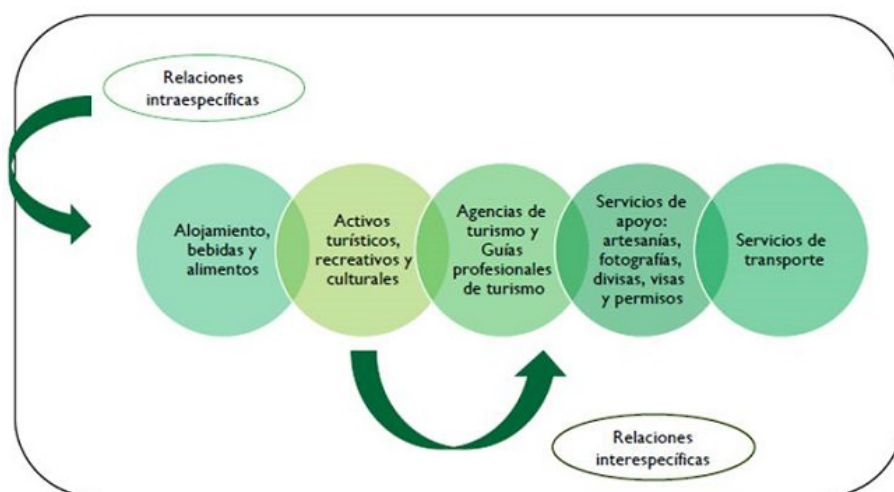 Relaciones
intraespecíficas
Alojamiento,
bebidas y
alimentos
Activos
turísticos,
recreativos y
culturales
Agencias de
turismo y
Guías
profesionales
de turismo
Servicios de
apoyo:
artesanías,
fotografías,
divisas, visas
y permisos
Servicios de
transporte
Relaciones
interespecíficas